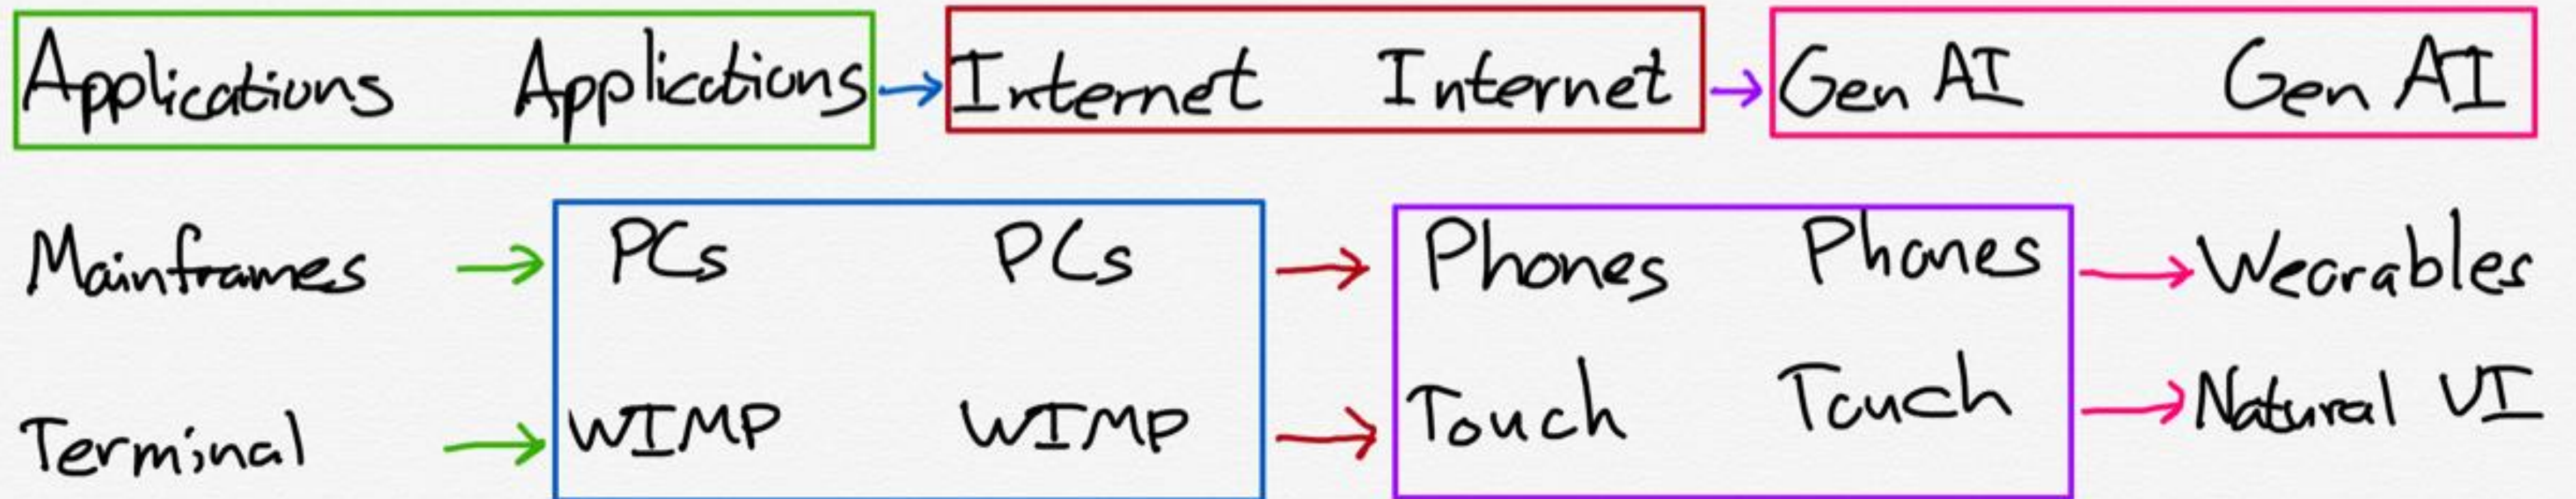 Applications Applications → Internet Internet → Gen AI Gen AI
Mainframes → PCs PCs → Phones Phones → Wearables
Terminal → WIMP WIMP → Touch Touch → Natural UI